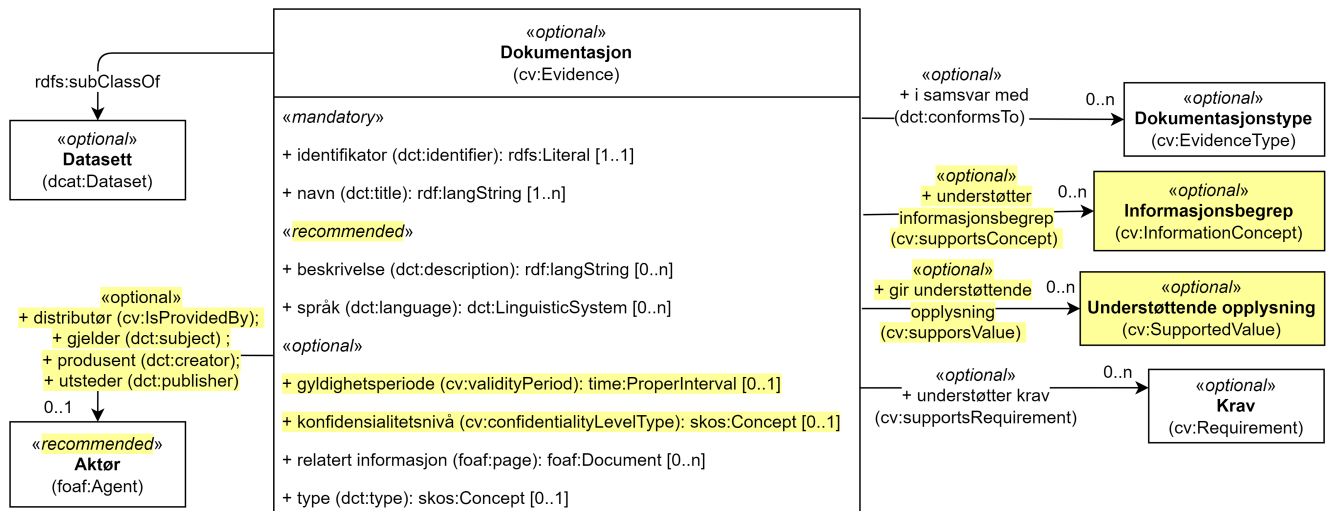 «optional»
Dokumentasjon
(cv:Evidence)
rdfs:subClassOf
«optional»
Datasett
(dcat:Dataset)
«mandatory»
+ identifikator (dct:identifier): rdfs:Literal [1..1]
+ navn (dct:title): rdf:langString [1..n]
«recommended»
+ beskrivelse (dct:description): rdf:langString [0..n]
+ språk (dct:language): dct:LinguisticSystem [0..n]
«optional»
+ gyldighetsperiode (cv:validityPeriod): time:ProperInterval [0..1]
+ konfidensialitetsnivå (cv:confidentialityLevelType): skos:Concept [0..1]
+ relatert informasjon (foaf:page): foaf:Document [0..n]
+ type (dct:type): skos:Concept [0..1]
«optional»
+ distributør (cv:IsProvidedBy);
+ gjelder (dct:subject) ;
+ produsent (dct:creator);
+ utsteder (dct:publisher)
0..1
«recommended»
Aktør
(foaf:Agent)
«optional»
+ i samsvar med
(dct:conformsTo)
0..n
«optional»
Dokumentasjonstype
(cv:EvidenceType)
«optional»
+ understøtter
informasjonsbegrep
(cv:supportsConcept)
0..n
«optional»
Informasjonsbegrep
(cv:InformationConcept)
«optional»
+ gir understøttende
opplysning
(cv:supporsValue)
0..n
«optional»
Understøttende opplysning
(cv:SupportedValue)
«optional»
+ understøtter krav
(cv:supportsRequirement)
0..n
«optional»
Krav
(cv:Requirement)